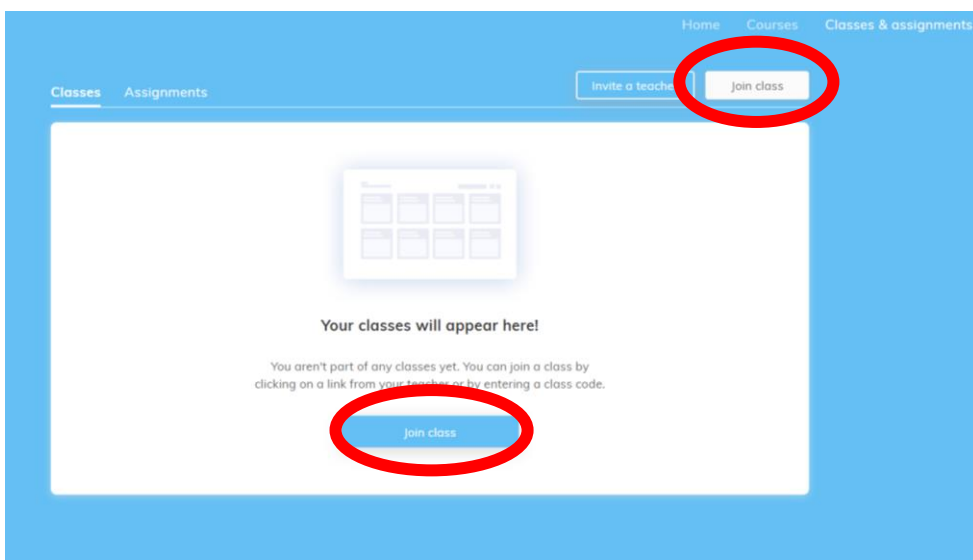 Home Courses Classes & assignments
Classes Assignments Invite a teache Join class
Your classes will appear here!
You aren't part of any classes yet. You can join a class by
clicking on a link from your teacher or by entering a class code.
Join class